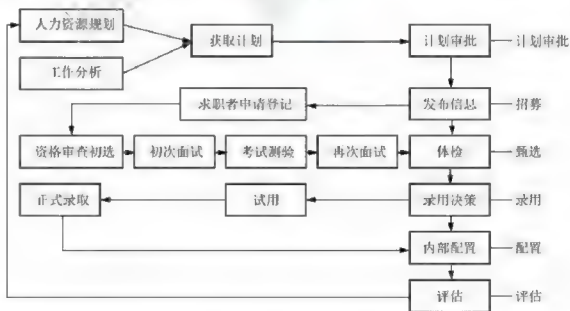 人力资源规划
获取计划
计划审批
计划审批
工作分析
求职者申请登记
发布信息
招募
资格审查初选
初次面试
考试测验
再次面试
体检
甄选
正式录取
试用
录用决策
录用
内部配置
配置
评估
评估